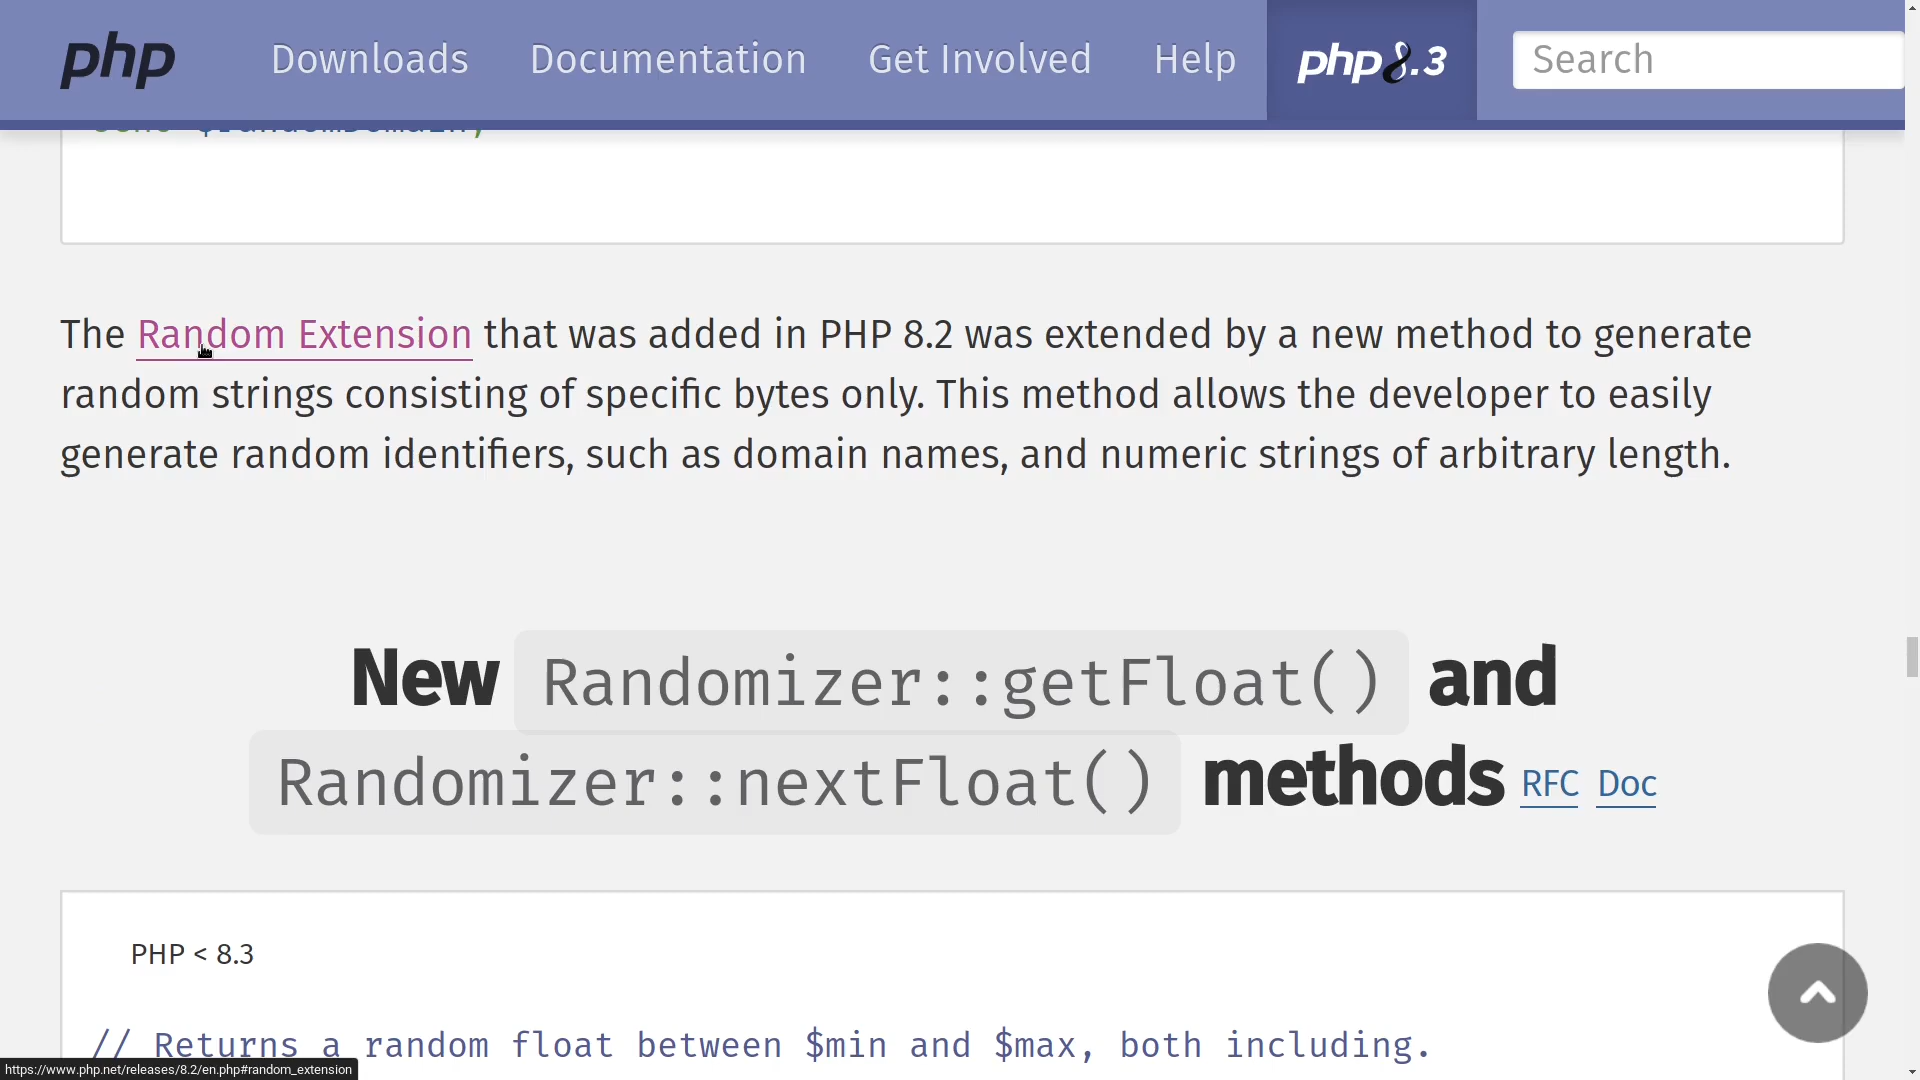 php Downloads Documentation Get Involved Help php8.3 Search
The Random Extension that was added in PHP 8.2 was extended by a new method to generate
random strings consisting of specific bytes only. This method allows the developer to easily
generate random identifiers, such as domain names, and numeric strings of arbitrary length.
New Randomizer::getFloat() and
Randomizer::nextFloat() methods RFC Doc
PHP < 8.3
// Returns a random float between $min and $max, both including.
https://www.php.net/releases/8.2/en.php#random_extension